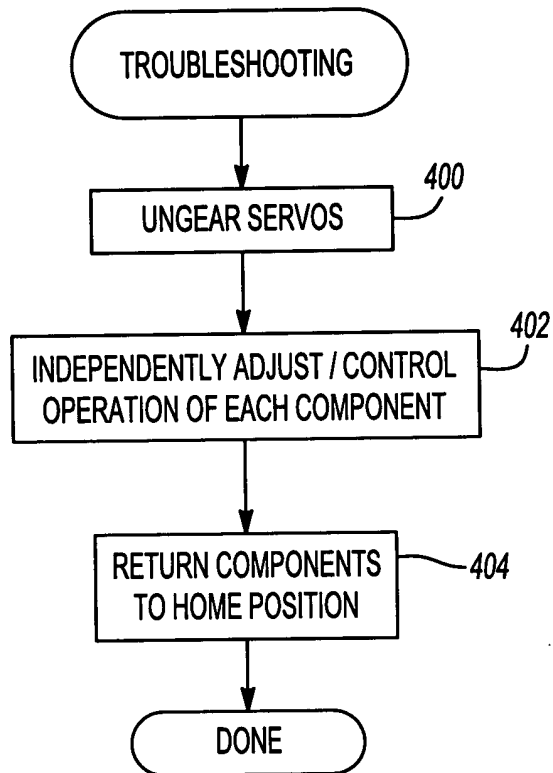 TROUBLESHOOTING
400
UNGEAR SERVOS
402
INDEPENDENTLY ADJUST / CONTROL
OPERATION OF EACH COMPONENT
RETURN COMPONENTS
TO HOME POSITION
404
DONE